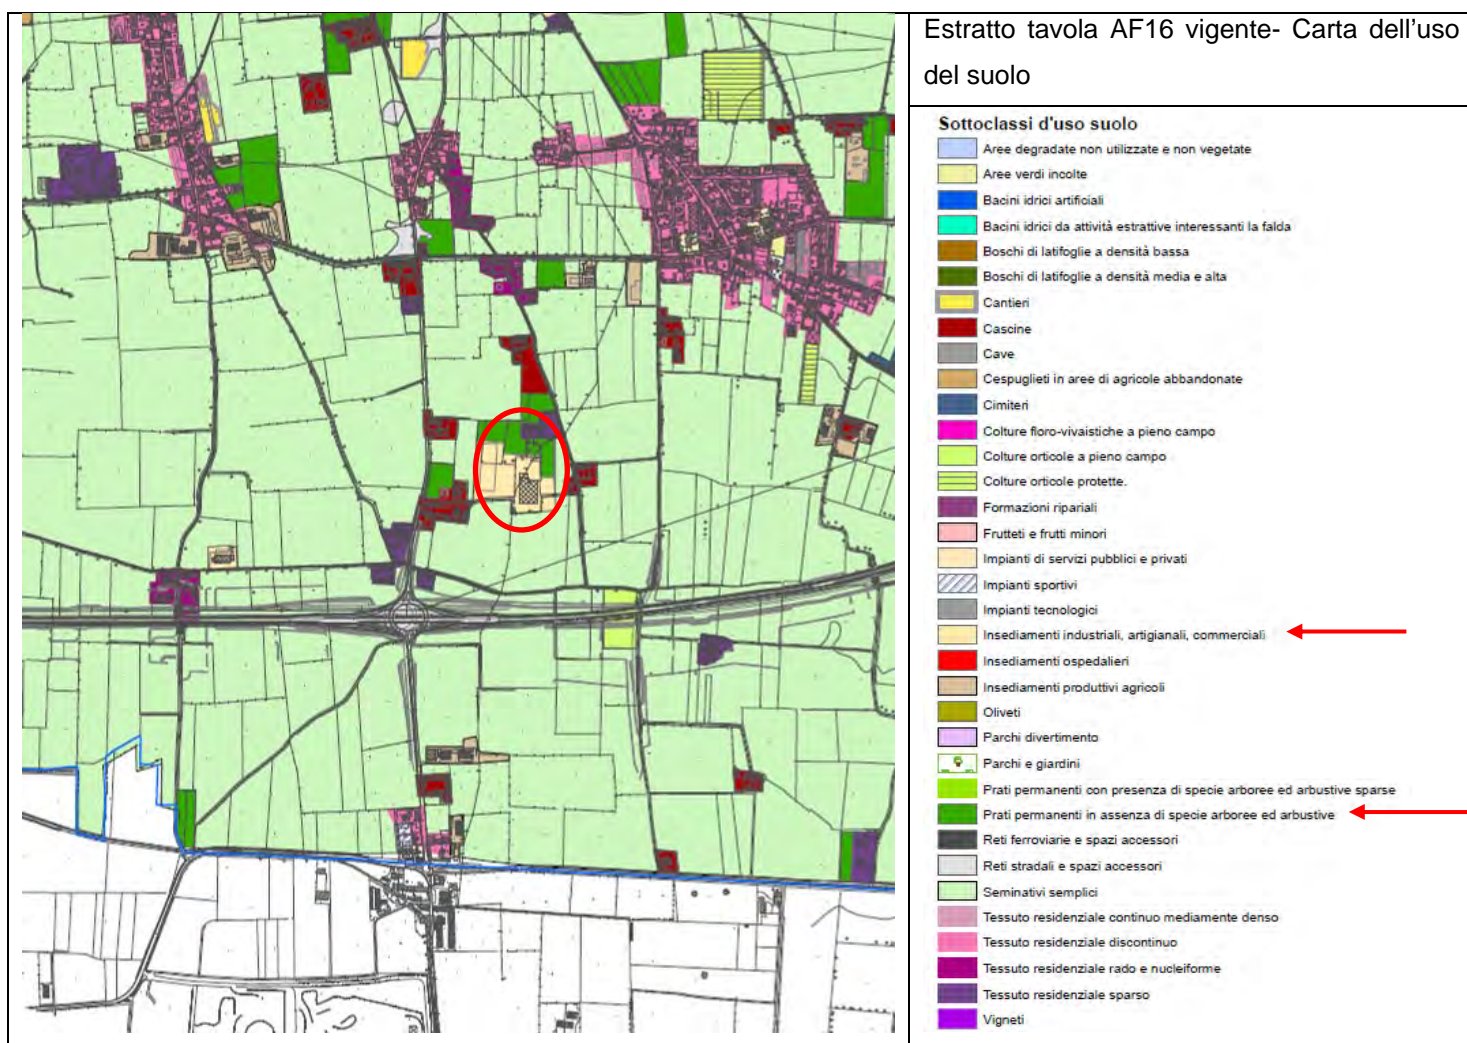 Estratto tavola AF16 vigente- Carta dell'uso
del suolo
Sottoclassi d'uso suolo
Aree degradate non utilizzate e non vegetate
Aree verdi incolte
Bacini idrici artificiali
Bacini idrici da attività estrattive interessanti la falda
Boschi di latifoglie a densità bassa
Boschi di latifoglie a densità media e alta
Cantieri
Cascine
Cave
Cespuglieti in aree di agricole abbandonate
Cimiteri
Colture floro-vivaistiche a pieno campo
Colture orticole a pieno campo
Colture orticole protette.
Formazioni ripariali
Frutteti e frutti minori
Impianti di servizi pubblici e privati
Impianti sportivi
Impianti tecnologici
Insediamenti industriali, artigianali, commerciali
Insediamenti ospedalieri
Insediamenti produttivi agricoli
Oliveti
Parchi divertimento
Parchi e giardini
Prati permanenti con presenza di specie arboree ed arbustive sparse
Prati permanenti in assenza di specie arboree ed arbustive
Reti ferroviarie e spazi accessori
Reti stradali e spazi accessori
Seminativi semplici
Tessuto residenziale continuo mediamente denso
Tessuto residenziale discontinuo
Tessuto residenziale rado e nucleiforme
Tessuto residenziale sparso
Vigneti